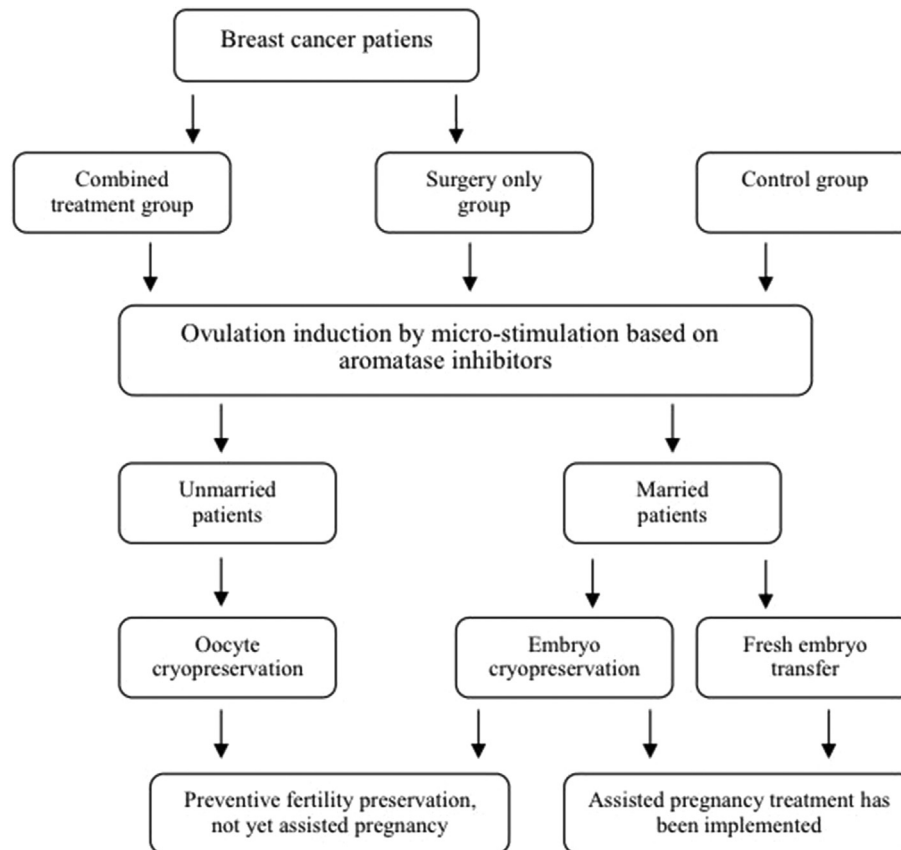 Breast cancer patiens
Combined
treatment group
Surgery only
group
Control group
Ovulation induction by micro-stimulation based on
aromatase inhibitors
Unmarried
patients
Married
patients
Oocyte
cryopreservation
Embryo
cryopreservation
Fresh embryo
transfer
Preventive fertility preservation,
not yet assisted pregnancy
Assisted pregnancy treatment has
been implemented